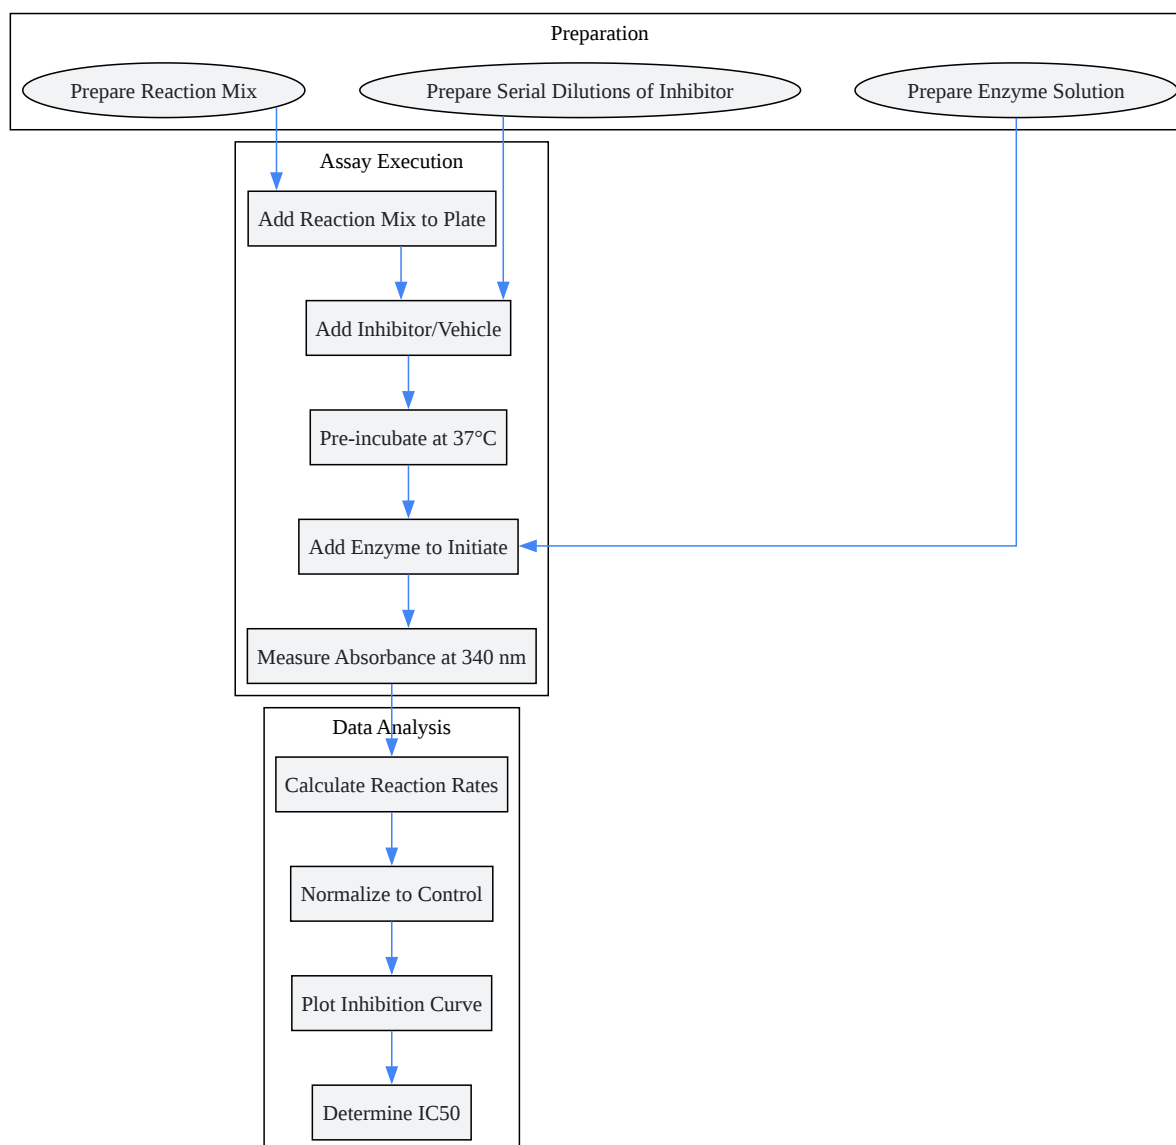 Preparation
Prepare Reaction Mix
Prepare Serial Dilutions of Inhibitor
Prepare Enzyme Solution
Assay Execution
Add Reaction Mix to Plate
Add Inhibitor/Vehicle
Pre-incubate at 37°C
Add Enzyme to Initiate
Measure Absorbance at 340 nm
Data Analysis
Calculate Reaction Rates
Normalize to Control
Plot Inhibition Curve
Determine IC50